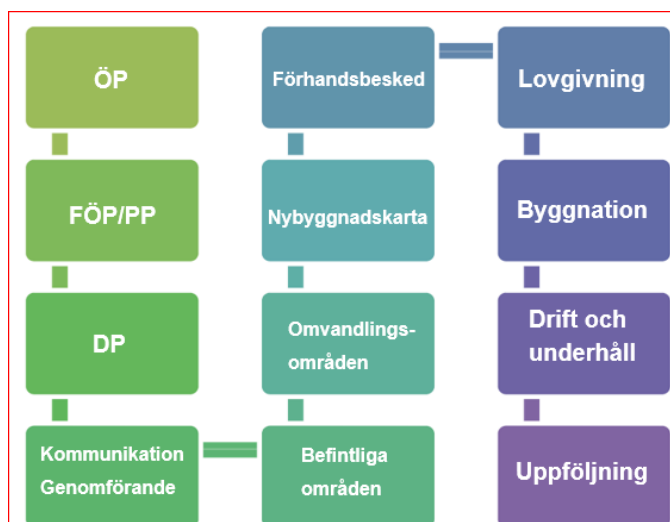 ÖP
FÖP/PP
DP
Kommunikation
Genomförande
Befintliga
områden
Omvandlings-
områden
Nybyggnadskarta
Förhandsbesked
Lovgivning
Byggnation
Drift och
underhåll
Uppföljning